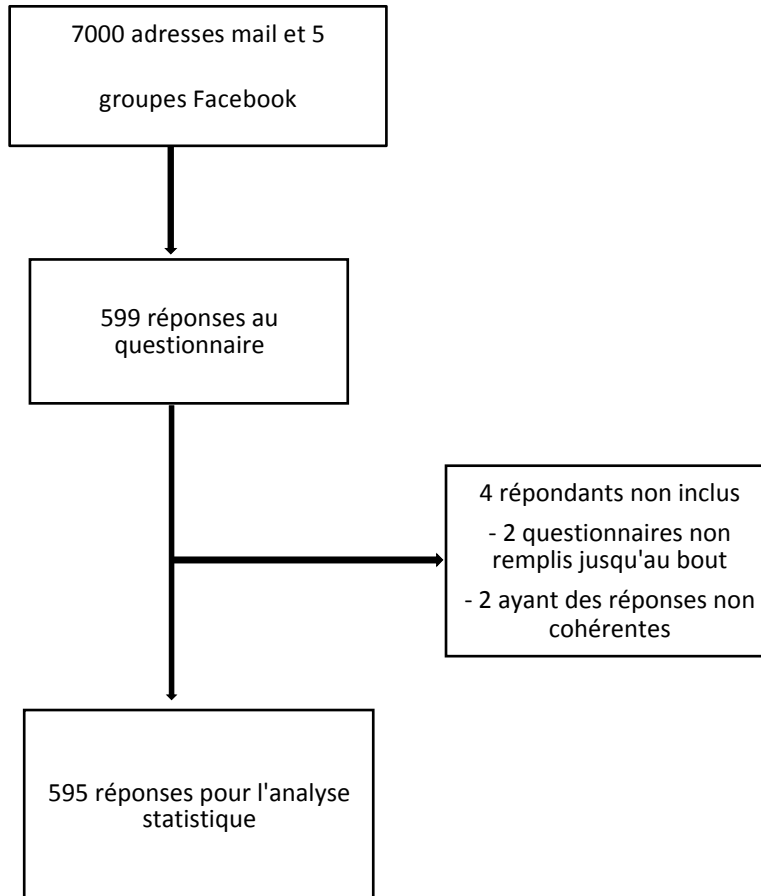 7000 adresses mail et 5
groupes Facebook
599 réponses au
questionnaire
4 répondants non inclus
- 2 questionnaires non
remplis jusqu'au bout
- 2 ayant des réponses non
cohérentes
595 réponses pour l'analyse
statistique